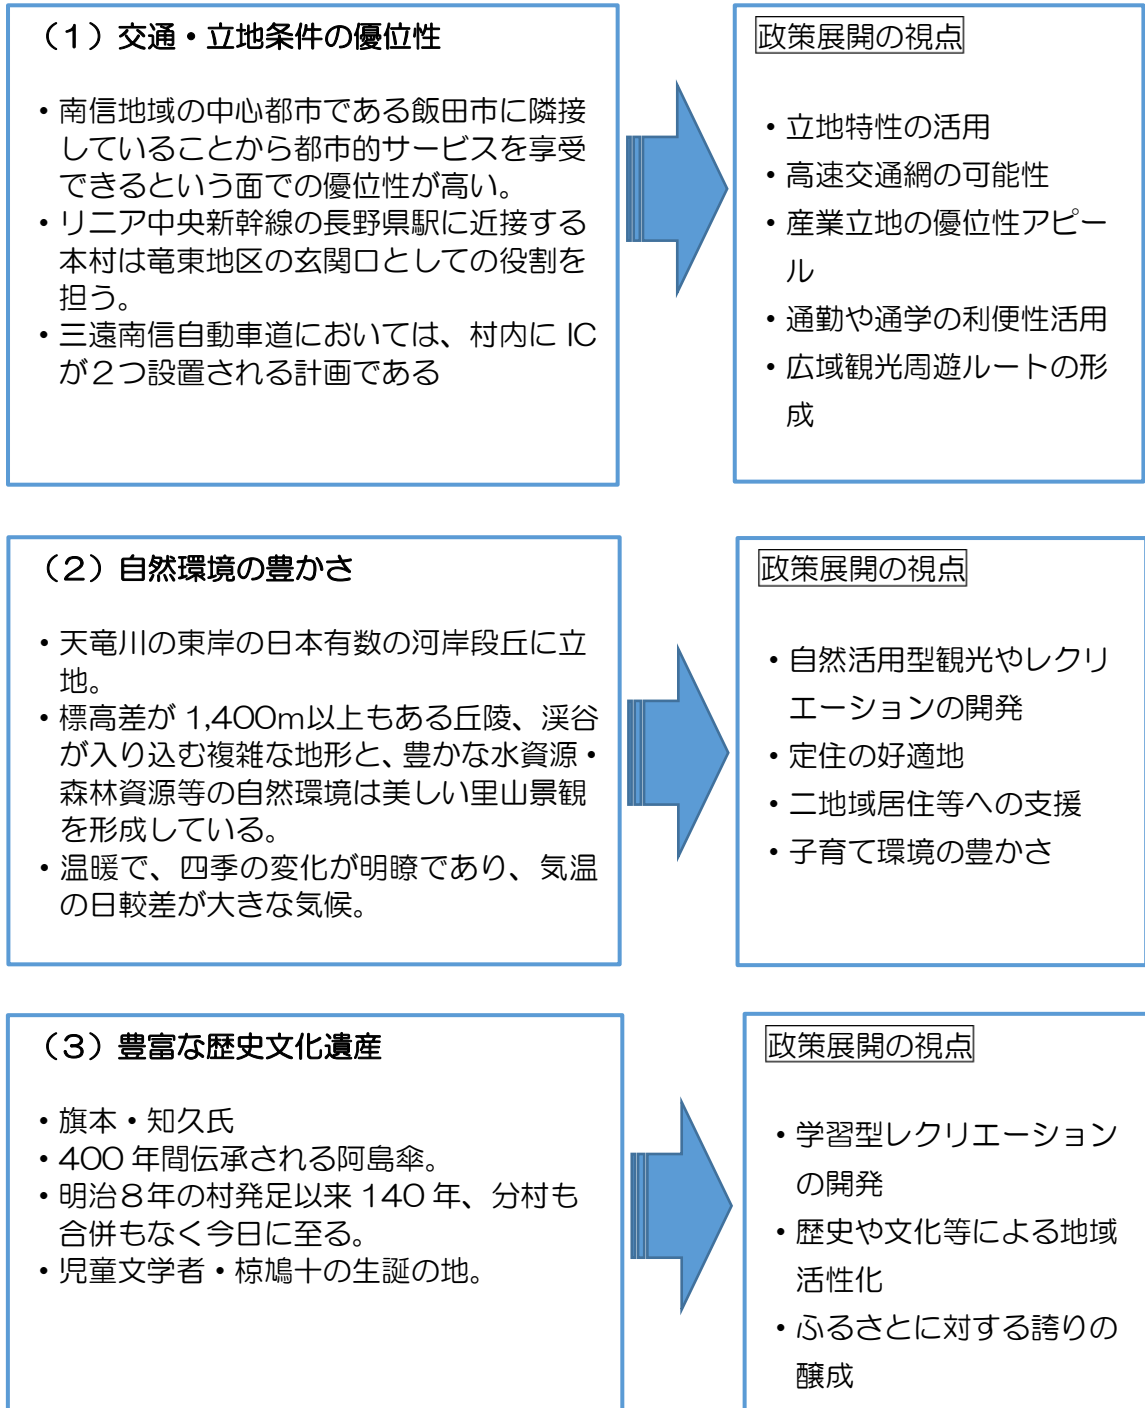 （１）交通・立地条件の優位性
・南信地域の中心都市である飯田市に隣接
していることから都市的サービスを享受
できるという面での優位性が高い。
・リニア中央新幹線の長野県駅に近接する
本村は竜東地区の玄関口としての役割を
担う。
・三遠南信自動車道においては、村内に IC
が２つ設置される計画である
政策展開の視点
・立地特性の活用
・高速交通網の可能性
・産業立地の優位性アピー
ル
・通勤や通学の利便性活用
・広域観光周遊ルートの形
成
（２）自然環境の豊かさ
・天竜川の東岸の日本有数の河岸段丘に立
地。
・標高差が 1,400ｍ以上もある丘陵、渓谷
が入り込む複雑な地形と、豊かな水資源・
森林資源等の自然環境は美しい里山景観
を形成している。
・温暖で、四季の変化が明瞭であり、気温
の日較差が大きな気候。
政策展開の視点
・自然活用型観光やレクリ
エーションの開発
・定住の好適地
・二地域居住等への支援
・子育て環境の豊かさ
（３）豊富な歴史文化遺産
・旗本・知久氏
・400 年間伝承される阿島傘。
・明治８年の村発足以来 140 年、分村も
合併もなく今日に至る。
・児童文学者・椋鳩十の生誕の地。
政策展開の視点
・学習型レクリエーション
の開発
・歴史や文化等による地域
活性化
・ふるさとに対する誇りの
醸成